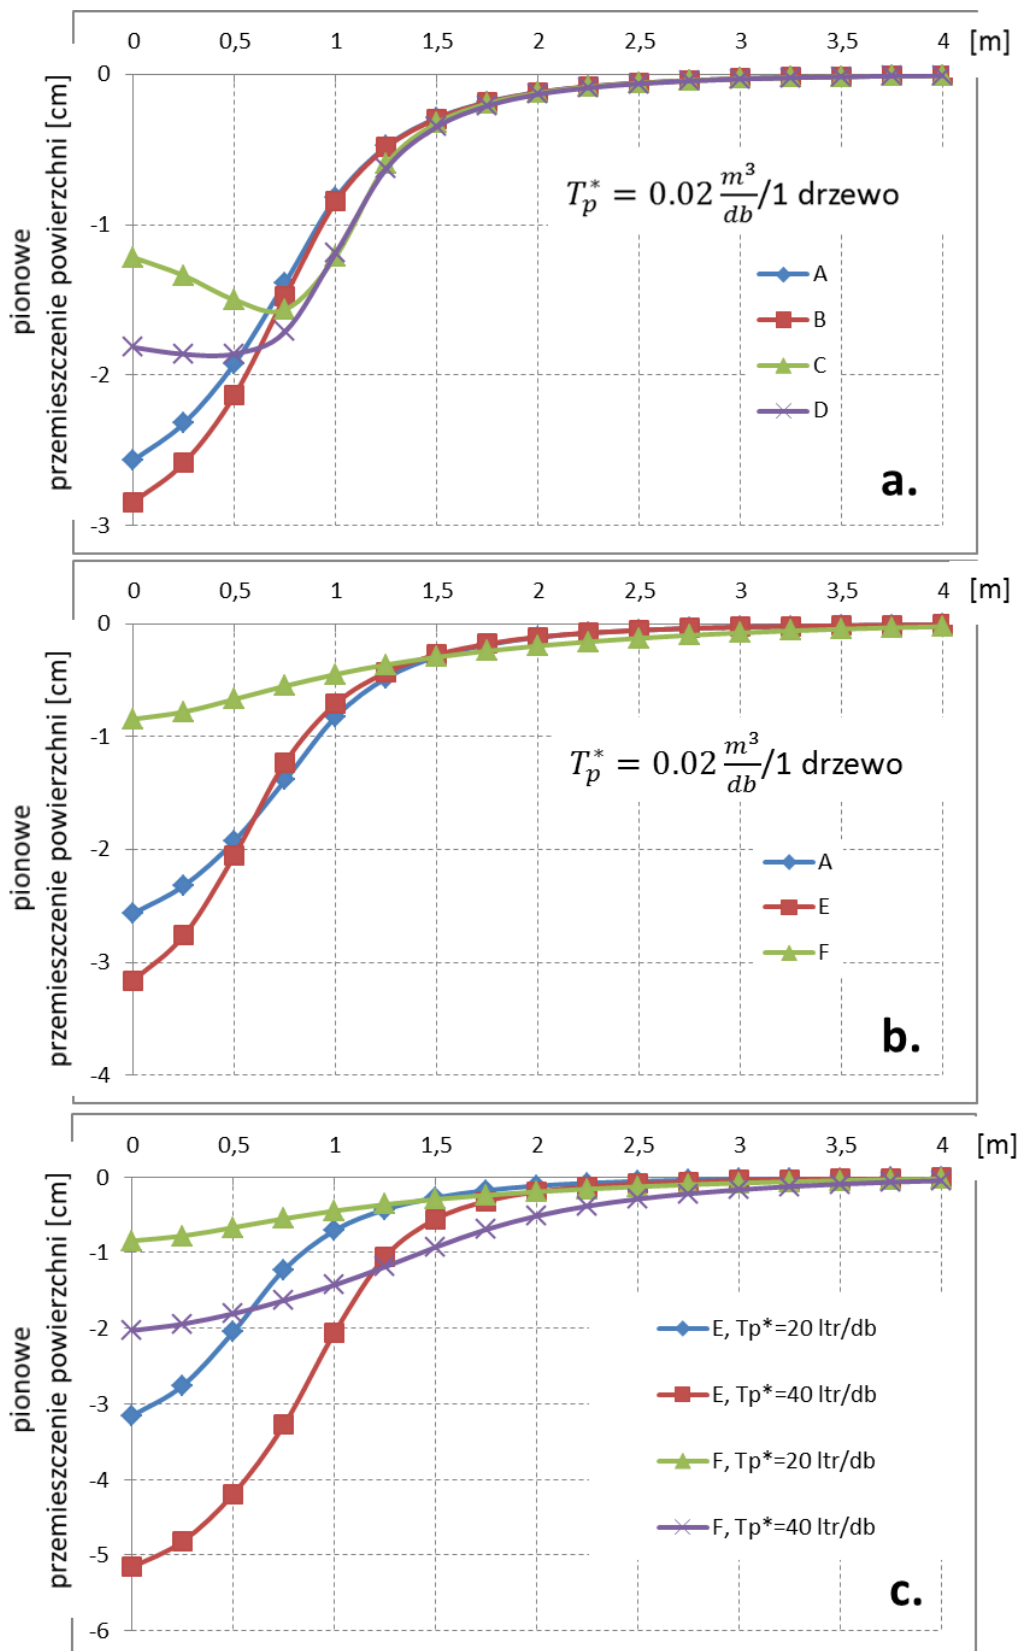 0 0,5 1 1,5 2 2,5 3 3,5 4 [m]
0
-1
-2
-3
pionowe
przemieszczenie powierzchni [cm]
T_p^* = 0.02 m³/db /1 drzewo
A
B
C
D
a.
0 0,5 1 1,5 2 2,5 3 3,5 4 [m]
0
-1
-2
-3
-4
pionowe
przemieszczenie powierzchni [cm]
T_p^* = 0.02 m³/db /1 drzewo
A
E
F
b.
0 0,5 1 1,5 2 2,5 3 3,5 4 [m]
0
-1
-2
-3
-4
-5
-6
pionowe
przemieszczenie powierzchni [cm]
E, Tp*=20 ltr/db
E, Tp*=40 ltr/db
F, Tp*=20 ltr/db
F, Tp*=40 ltr/db
c.